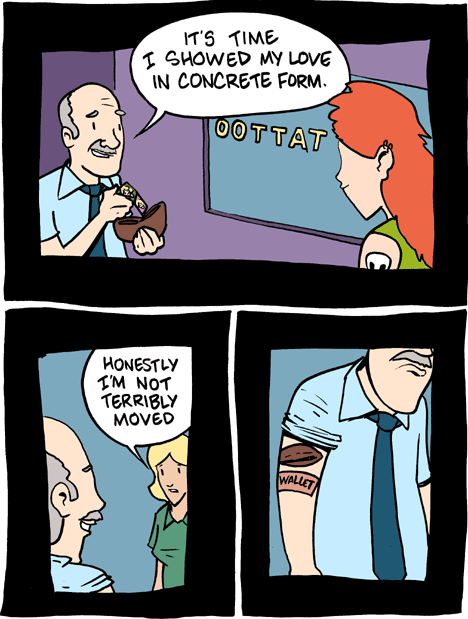 IT'S TIME
I SHOWED MY LOVE
IN CONCRETE FORM.
OOTTAT
HONESTLY
I'M NOT
TERRIBLY
MOVED
WALLET